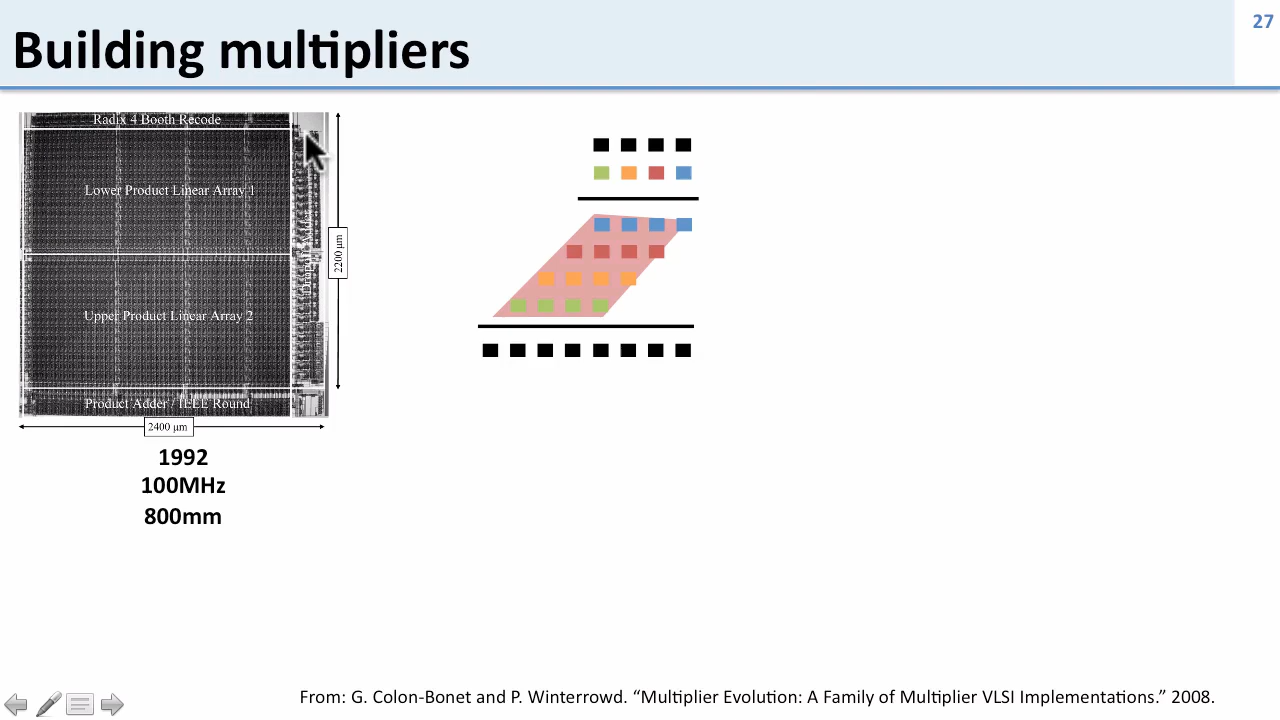 27
Building multipliers
Radix 4 Booth Recode
Lower Product Linear Array 1
2200 μm
Upper Product Linear Array 2
Product Adder / IEEE Round
2400 μm
1992
100MHz
800mm
From: G. Colon-Bonet and P. Winterrowd. “Multiplier Evolution: A Family of Multiplier VLSI Implementations.” 2008.